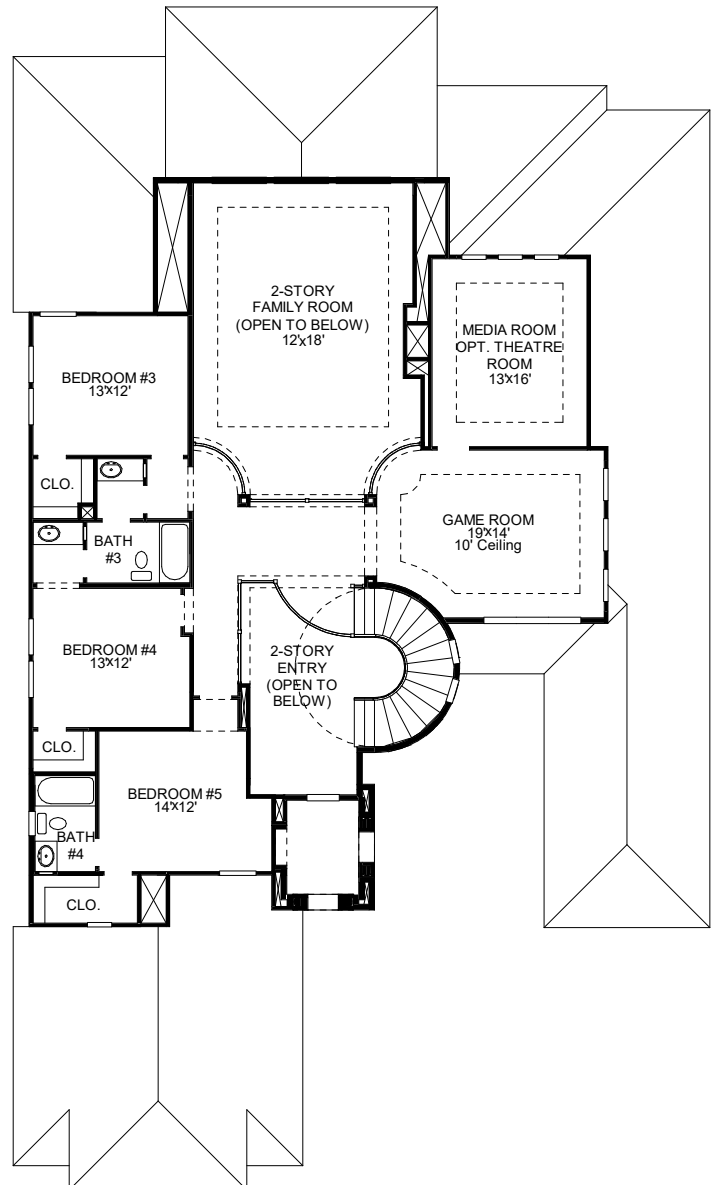 2-STORY
FAMILY ROOM
(OPEN TO BELOW)
12'x18'
MEDIA ROOM
OPT. THEATRE
ROOM
13'X16'
BEDROOM #3
13'X12'
CLO.
BATH
#3
GAME ROOM
19'X14'
10' Ceiling
BEDROOM #4
13'X12'
2-STORY
ENTRY
(OPEN TO
BELOW)
CLO.
BEDROOM #5
14'X12'
BATH
#4
CLO.